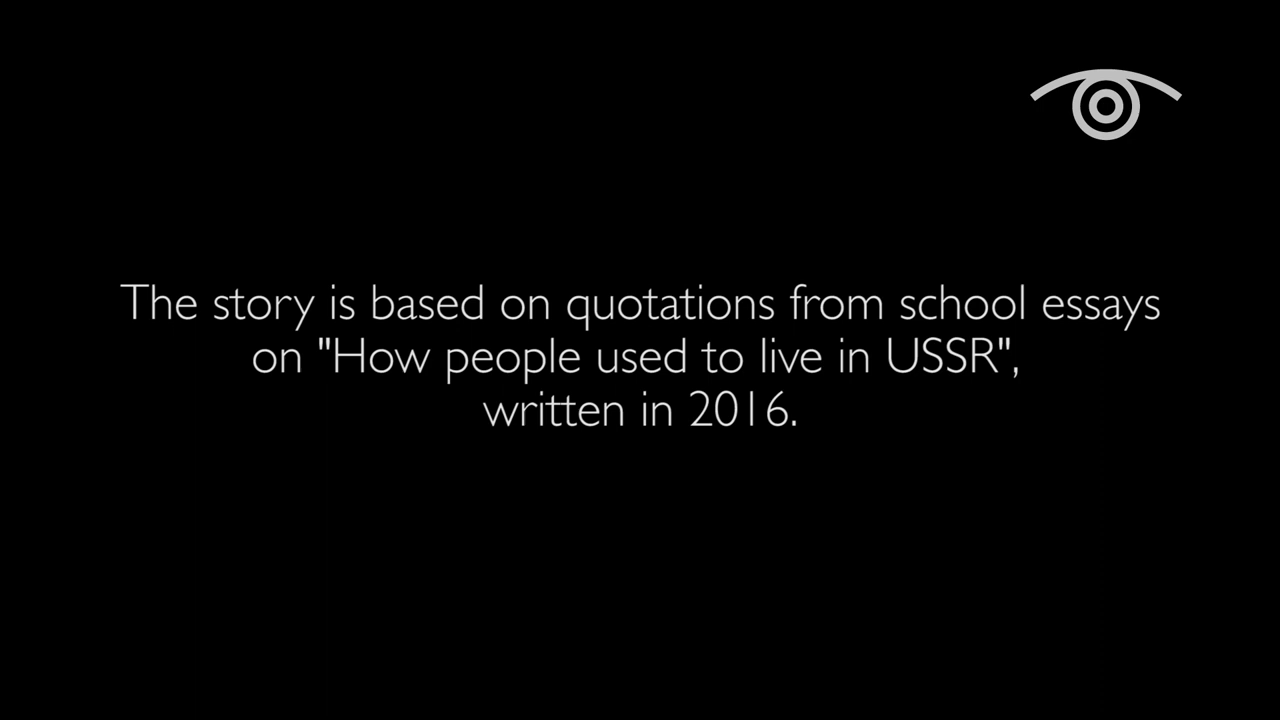 The story is based on quotations from school essays
on "How people used to live in USSR",
written in 2016.